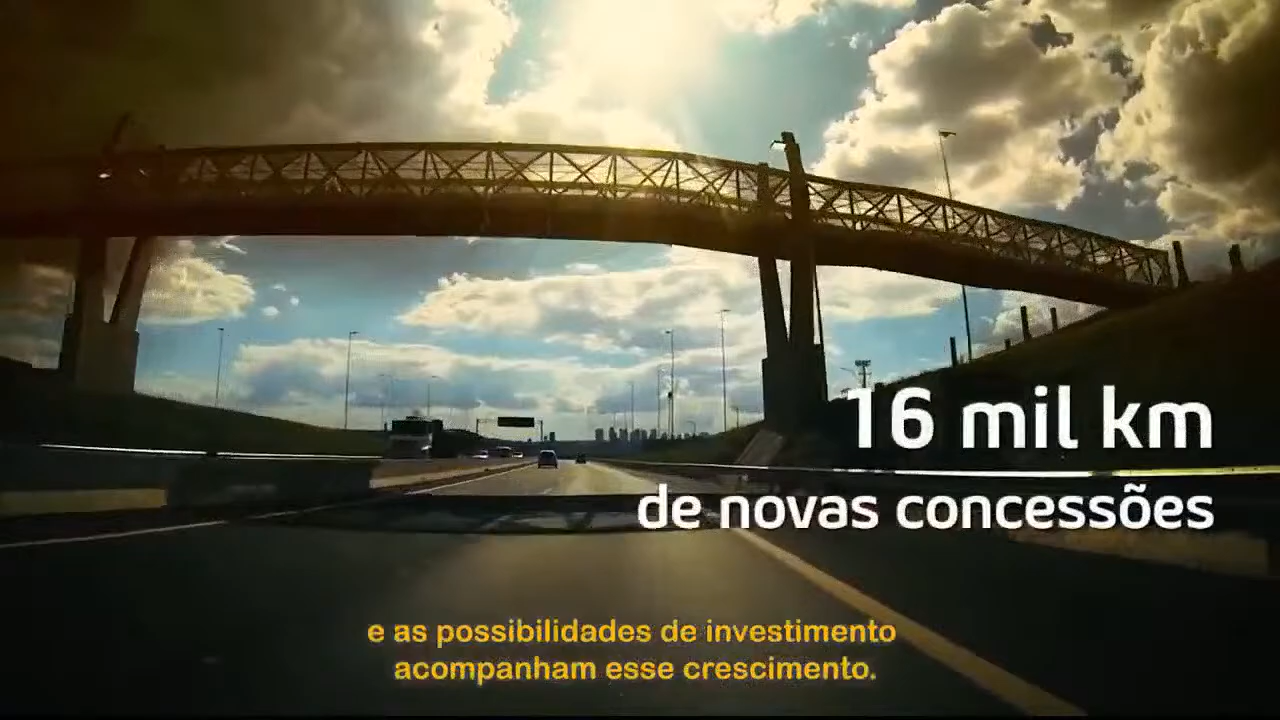 16 mil km
de novas concessões
e as possibilidades de investimento
acompanham esse crescimento.